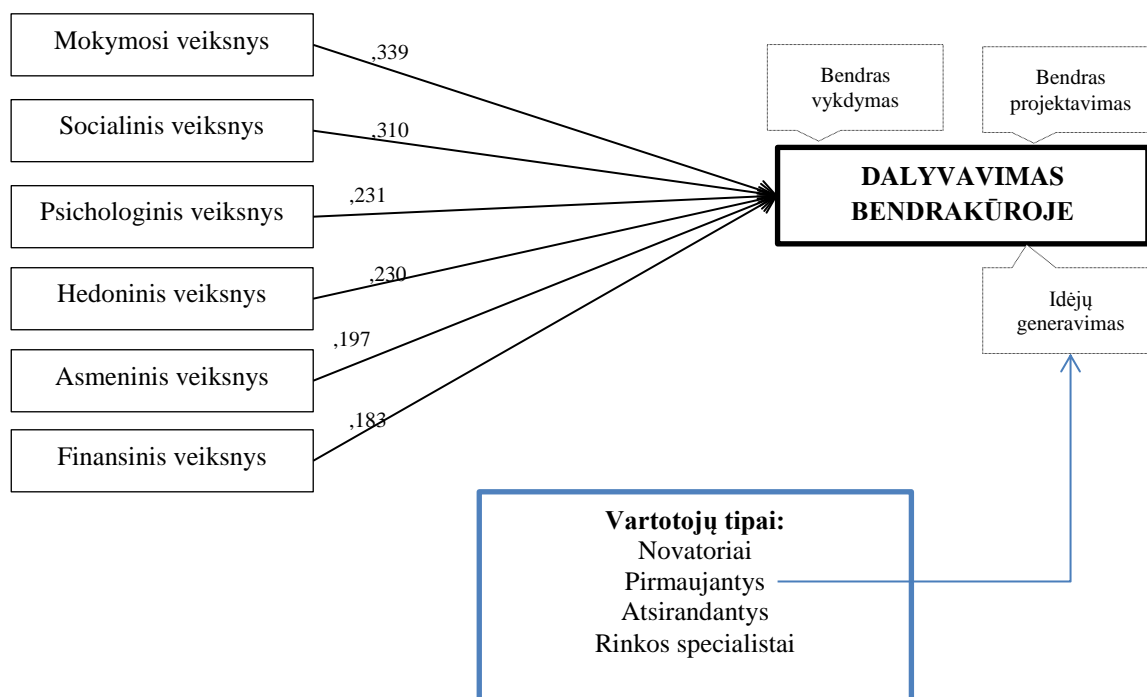 Mokymosi veiksnys
,339
Bendras
vykdymas
Bendras
projektavimas
Socialinis veiksnys
,310
DALYVAVIMAS
BENDRAKŪROJE
Psichologinis veiksnys
,231
Hedoninis veiksnys
,230
Idėjų
generavimas
Asmeninis veiksnys
,197
Finansinis veiksnys
,183
Vartotojų tipai:
Novatoriai
Pirmaujantys
Atsirandantys
Rinkos specialistai